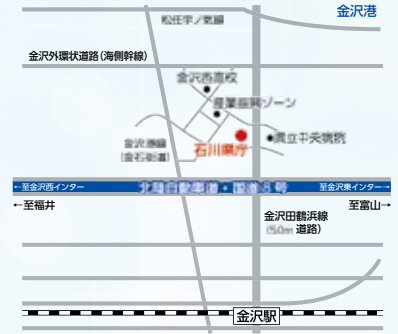 金沢港
松任宇ノ気線
金沢外環状道路(海側幹線)
金沢西高校
産業振興ゾーン
県立中央病院
金沢港線
(金石街道)
石川県庁
←至金沢西インター
北陸自動車道・国道8号
至金沢東インター→
←至福井
至富山→
金沢田鶴浜線
(50m 道路)
金沢駅